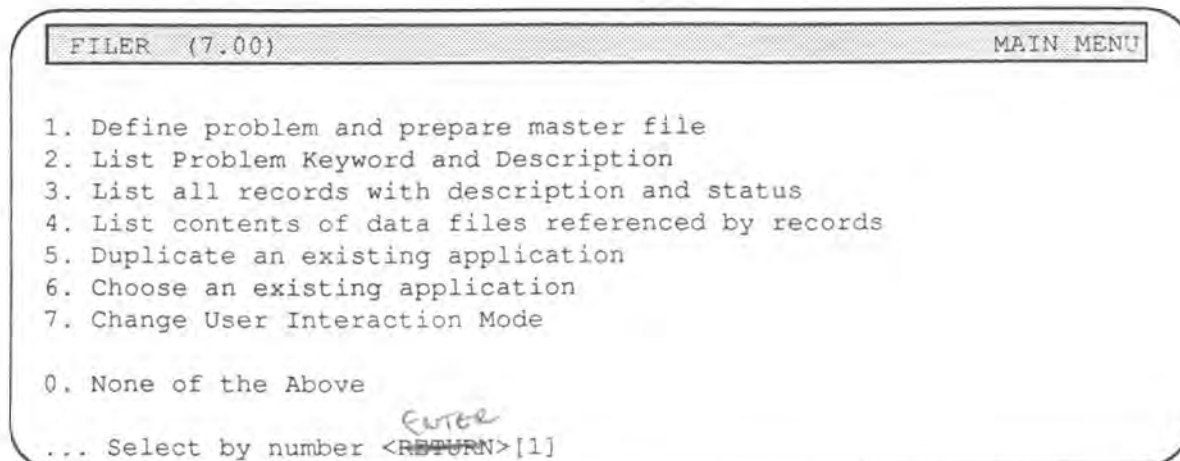 FILER (7.00) MAIN MENU
1. Define problem and prepare master file
2. List Problem Keyword and Description
3. List all records with description and status
4. List contents of data files referenced by records
5. Duplicate an existing application
6. Choose an existing application
7. Change User Interaction Mode
0. None of the Above
ENTER
... Select by number <RETURN>[1]